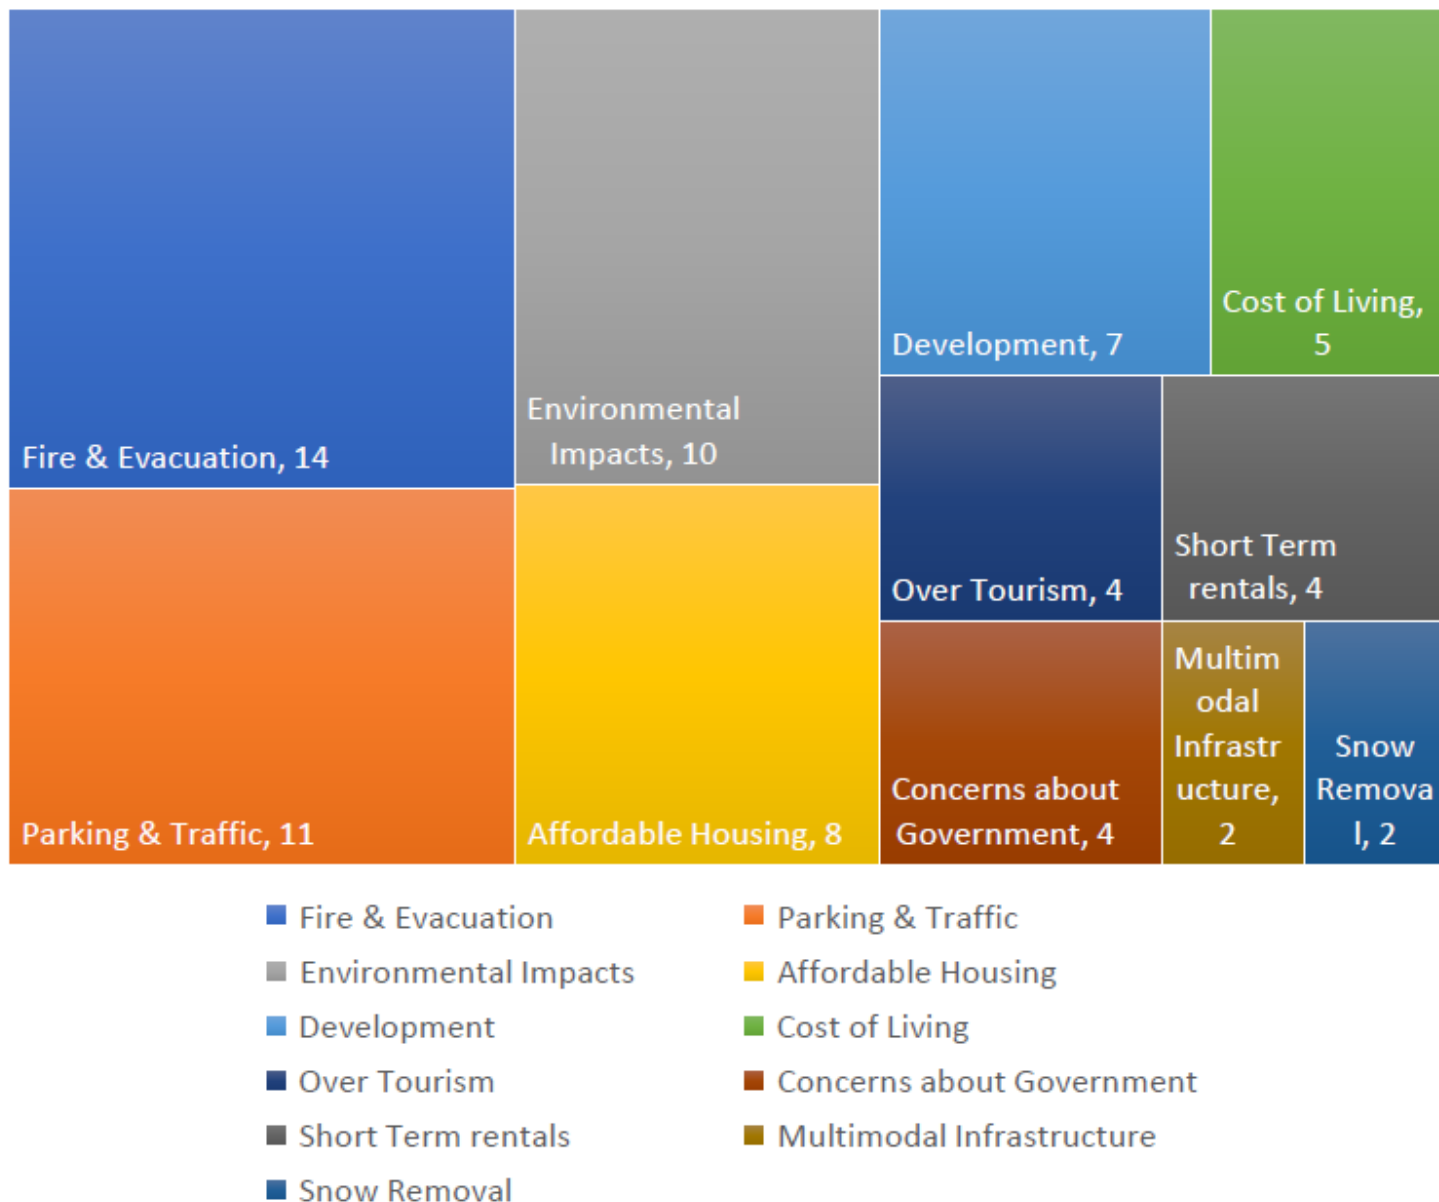 Fire & Evacuation, 14
Parking & Traffic, 11
Environmental
Impacts, 10
Affordable Housing, 8
Development, 7
Cost of Living,
5
Over Tourism, 4
Short Term
rentals, 4
Concerns about
Government, 4
Multim
odal
Infrastr
ucture,
2
Snow
Remova
l, 2
Fire & Evacuation
Parking & Traffic
Environmental Impacts
Affordable Housing
Development
Cost of Living
Over Tourism
Concerns about Government
Short Term rentals
Multimodal Infrastructure
Snow Removal